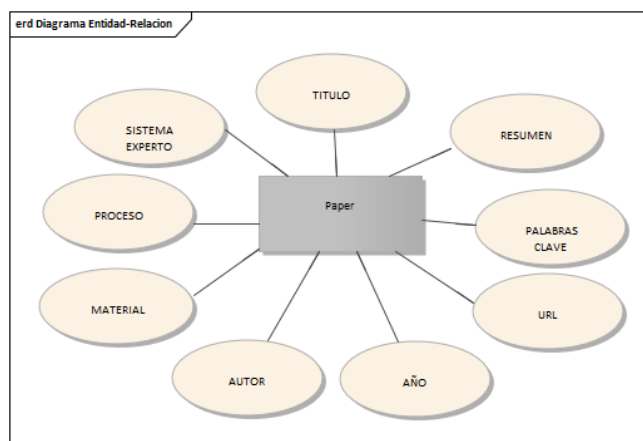 erd Diagrama Entidad-Relacion
TITULO
SISTEMA
EXPERTO
RESUMEN
Paper
PROCESO
PALABRAS
CLAVE
MATERIAL
URL
AUTOR
AÑO